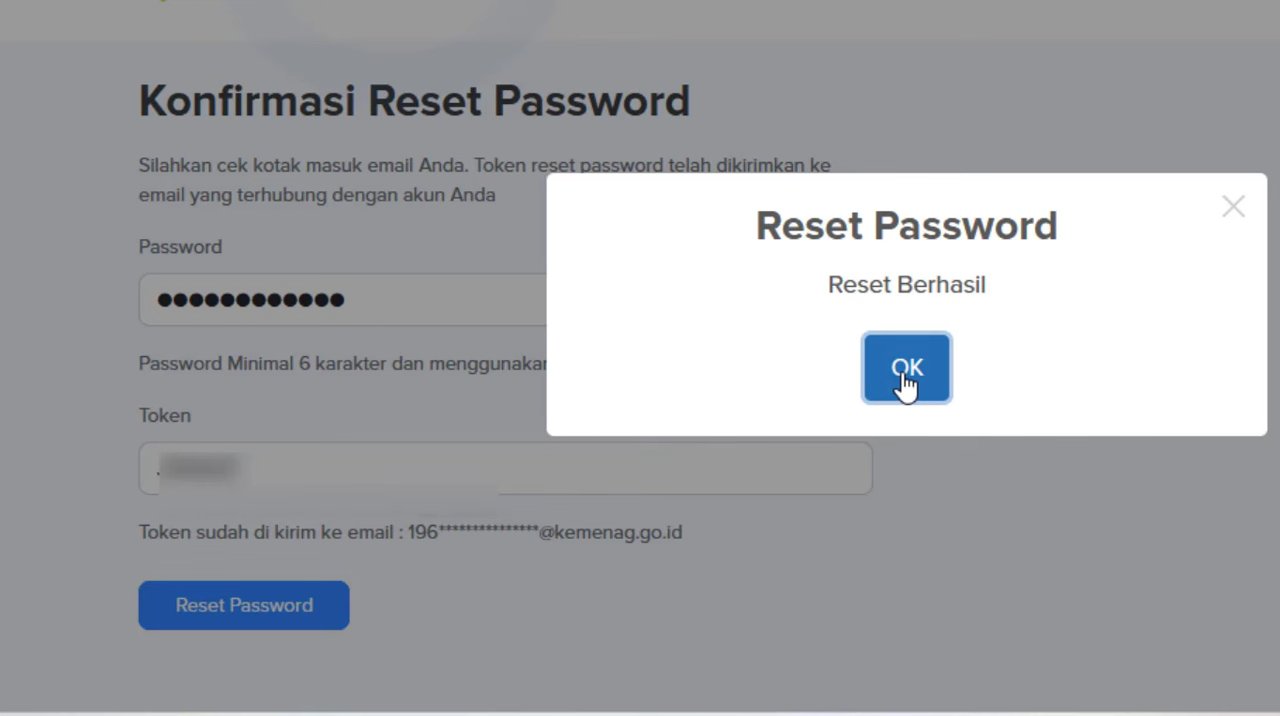 Konfirmasi Reset Password
Silahkan cek kotak masuk email Anda. Token reset password telah dikirimkan ke
email yang terhubung dengan akun Anda
Password
●●●●●●●●●●●●
Password Minimal 6 karakter dan menggunakan
Token
Token sudah di kirim ke email : 196***************@kemenag.go.id
Reset Password
Reset Password
Reset Berhasil
OK